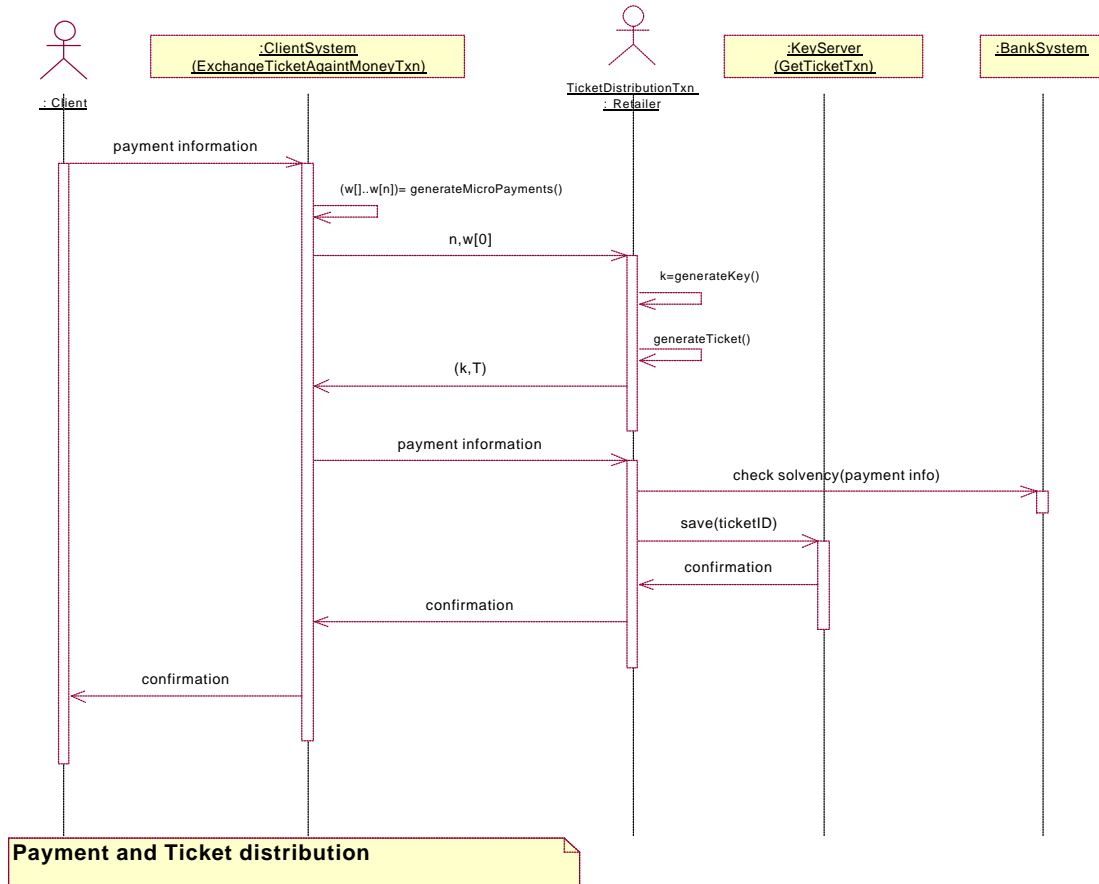 :ClientSystem
(ExchangeTicketAgaintMoneyTxn)
:KeyServer
(GetTicketTxn)
:BankSystem
: Client
TicketDistributionTxn
: Retailer
payment information
(w[]..w[n])= generateMicroPayments()
n,w[0]
k=generateKey()
generateTicket()
(k,T)
payment information
check solvency(payment info)
save(ticketID)
confirmation
confirmation
confirmation
Payment and Ticket distribution